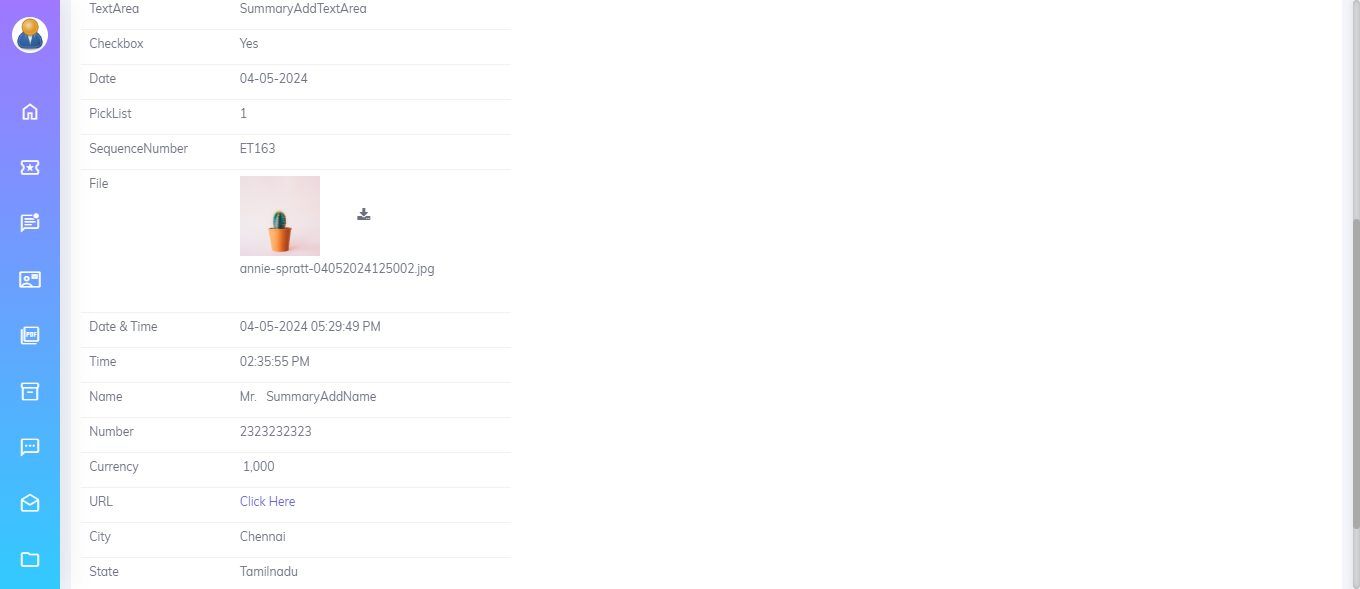 TextArea SummaryAddTextArea
Checkbox Yes
Date 04-05-2024
PickList 1
SequenceNumber ET163
File
annie-spratt-04052024125002.jpg
Date & Time 04-05-2024 05:29:49 PM
Time 02:35:55 PM
Name Mr. SummaryAddName
Number 2323232323
Currency 1,000
URL Click Here
City Chennai
State Tamilnadu
PDF